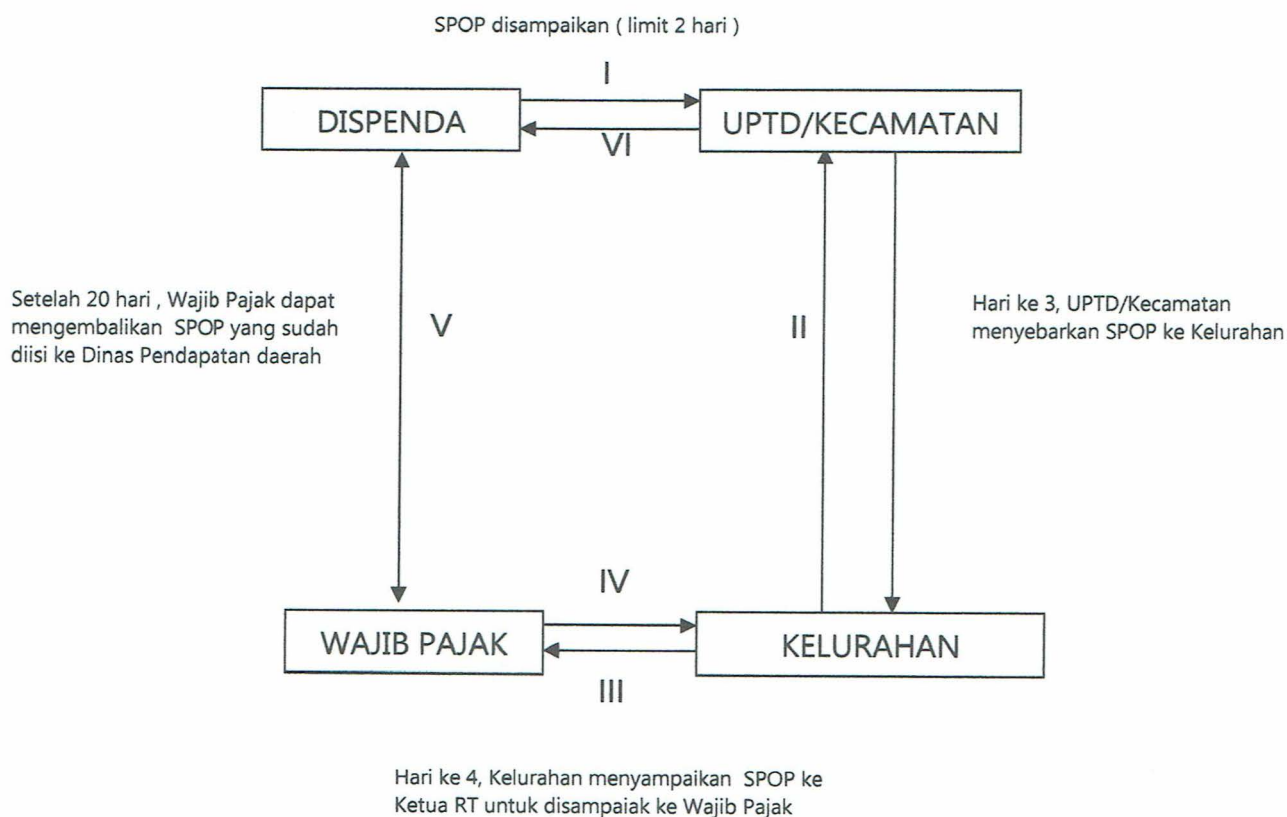 SPOP disampaikan ( limit 2 hari )
I
DISPENDA
UPTD/KECAMATAN
VI
Setelah 20 hari , Wajib Pajak dapat
mengembalikan SPOP yang sudah
diisi ke Dinas Pendapatan daerah
V
II
Hari ke 3, UPTD/Kecamatan
menyebarkan SPOP ke Kelurahan
IV
WAJIB PAJAK
KELURAHAN
III
Hari ke 4, Kelurahan menyampaikan SPOP ke
Ketua RT untuk disampaiak ke Wajib Pajak